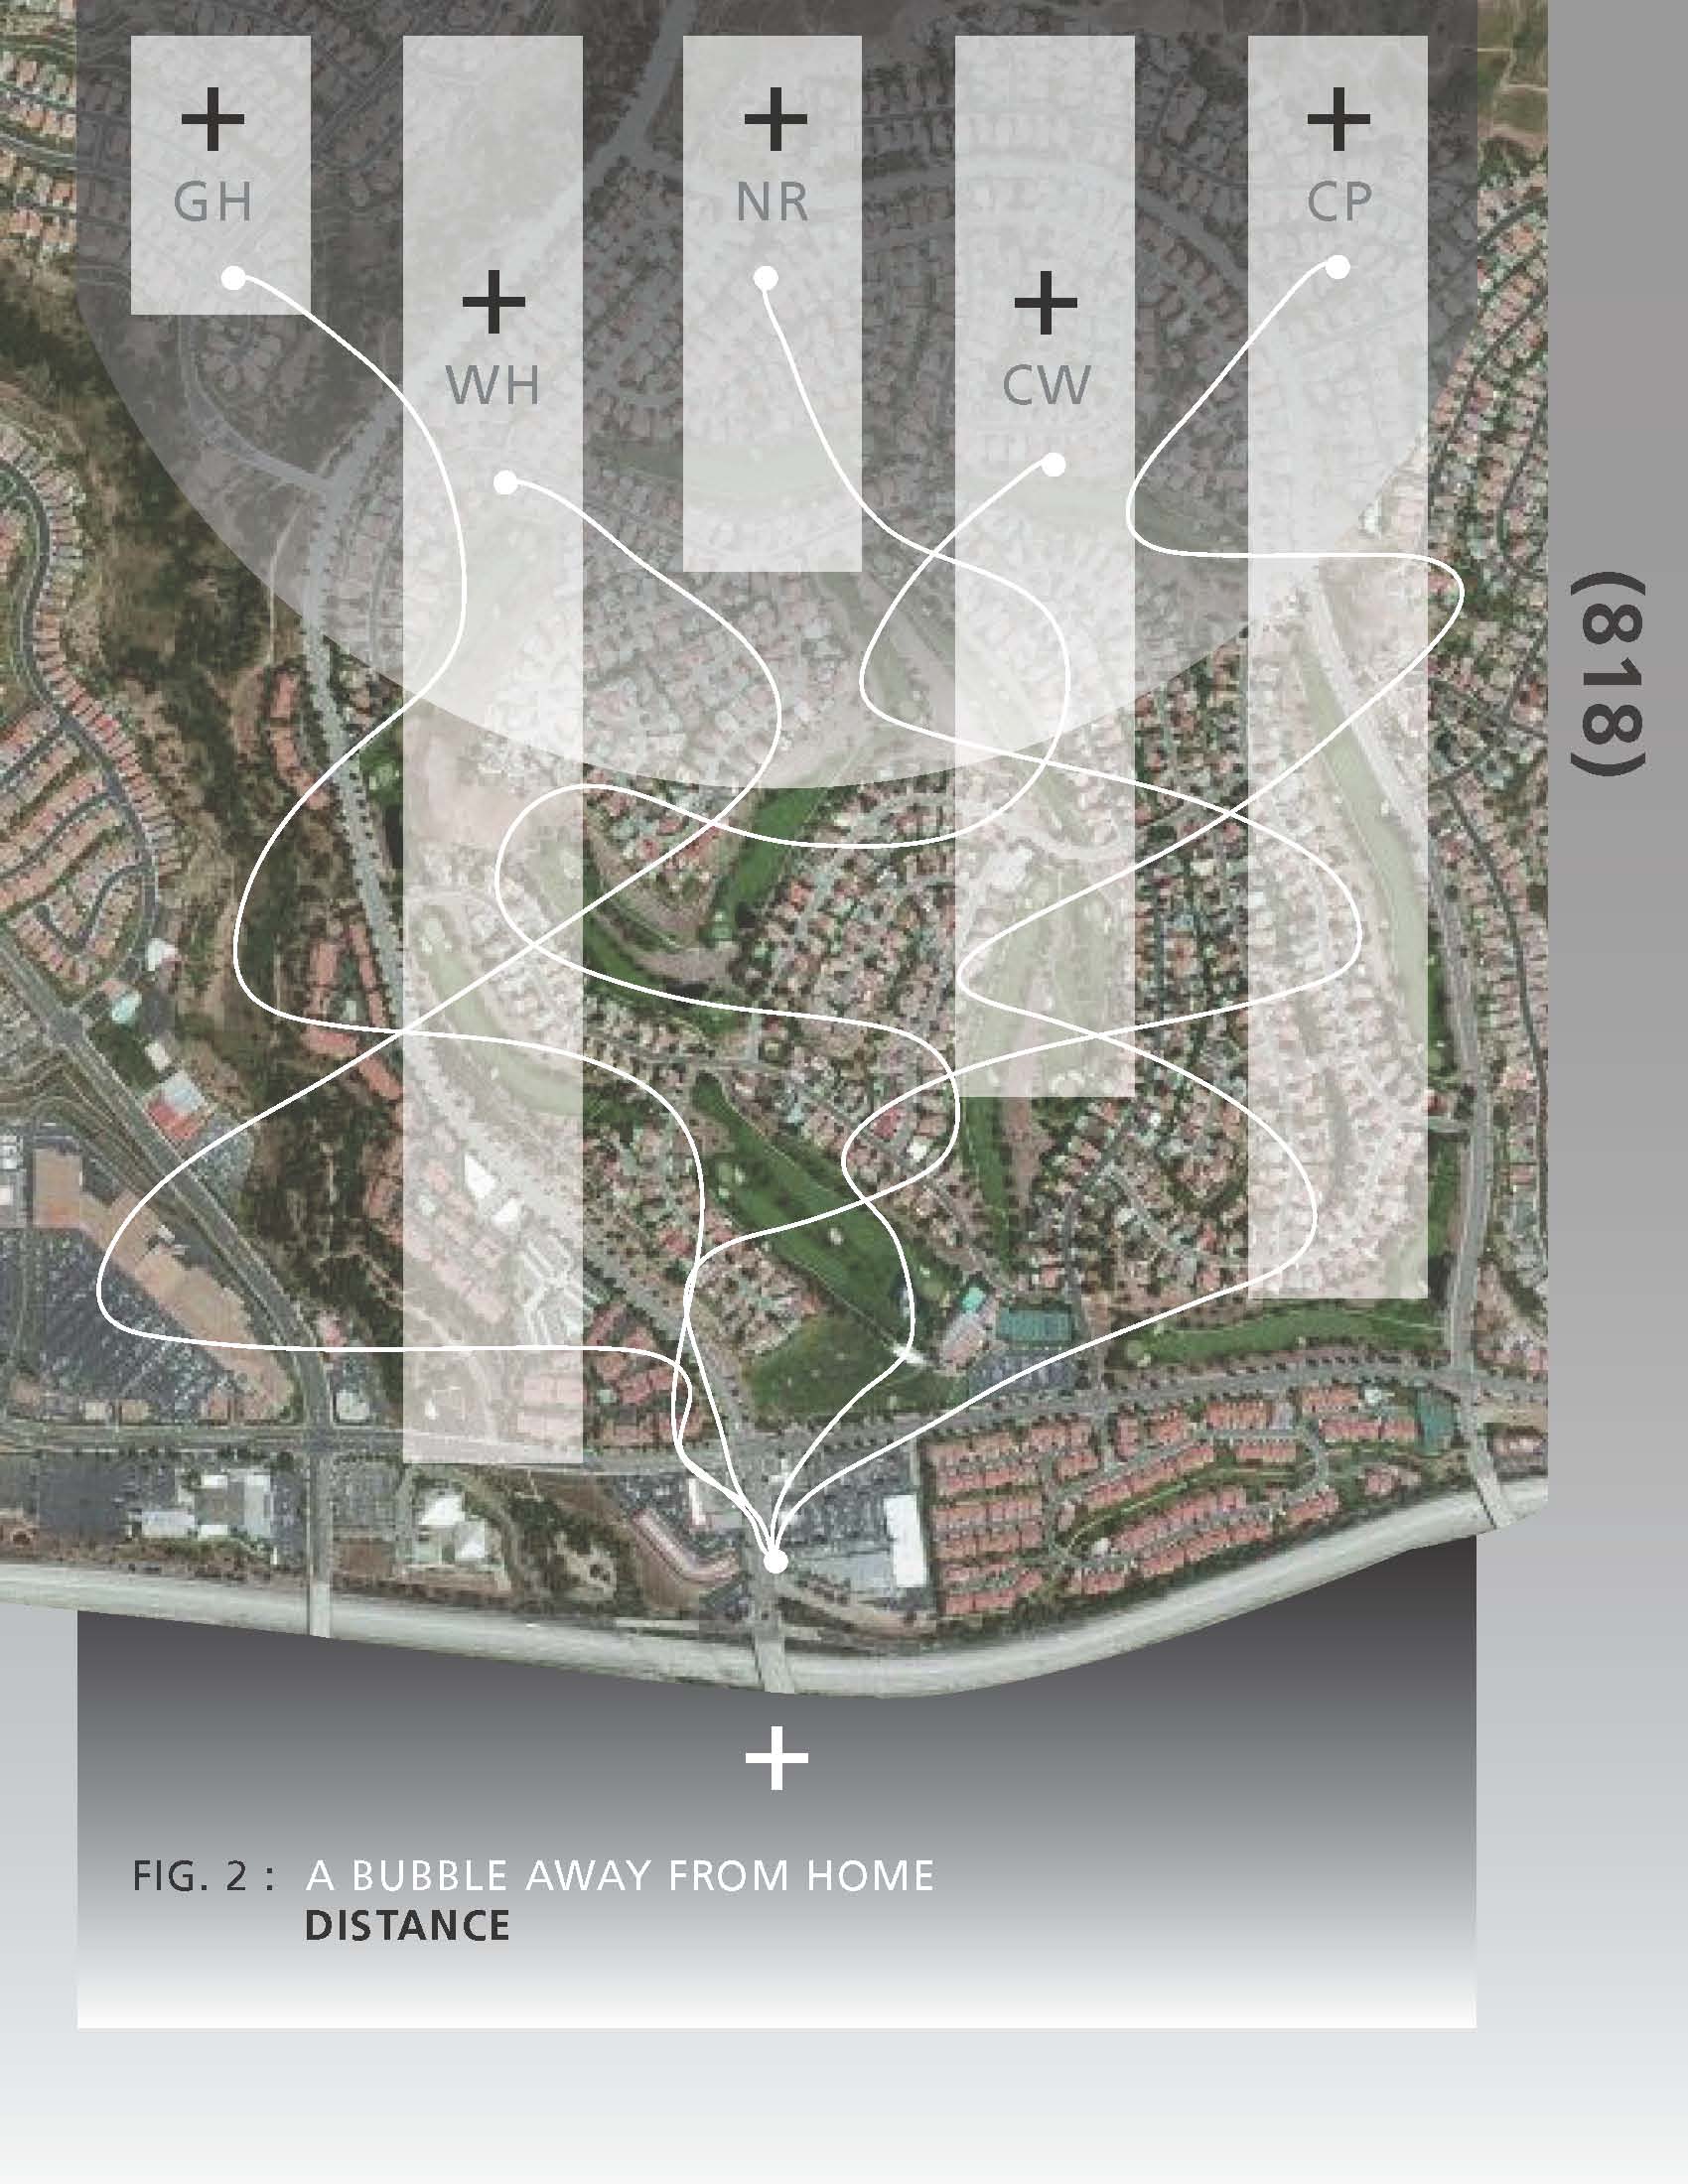 GH
NR
CP
WH
CW
(818)
FIG. 2 : A BUBBLE AWAY FROM HOME
DISTANCE